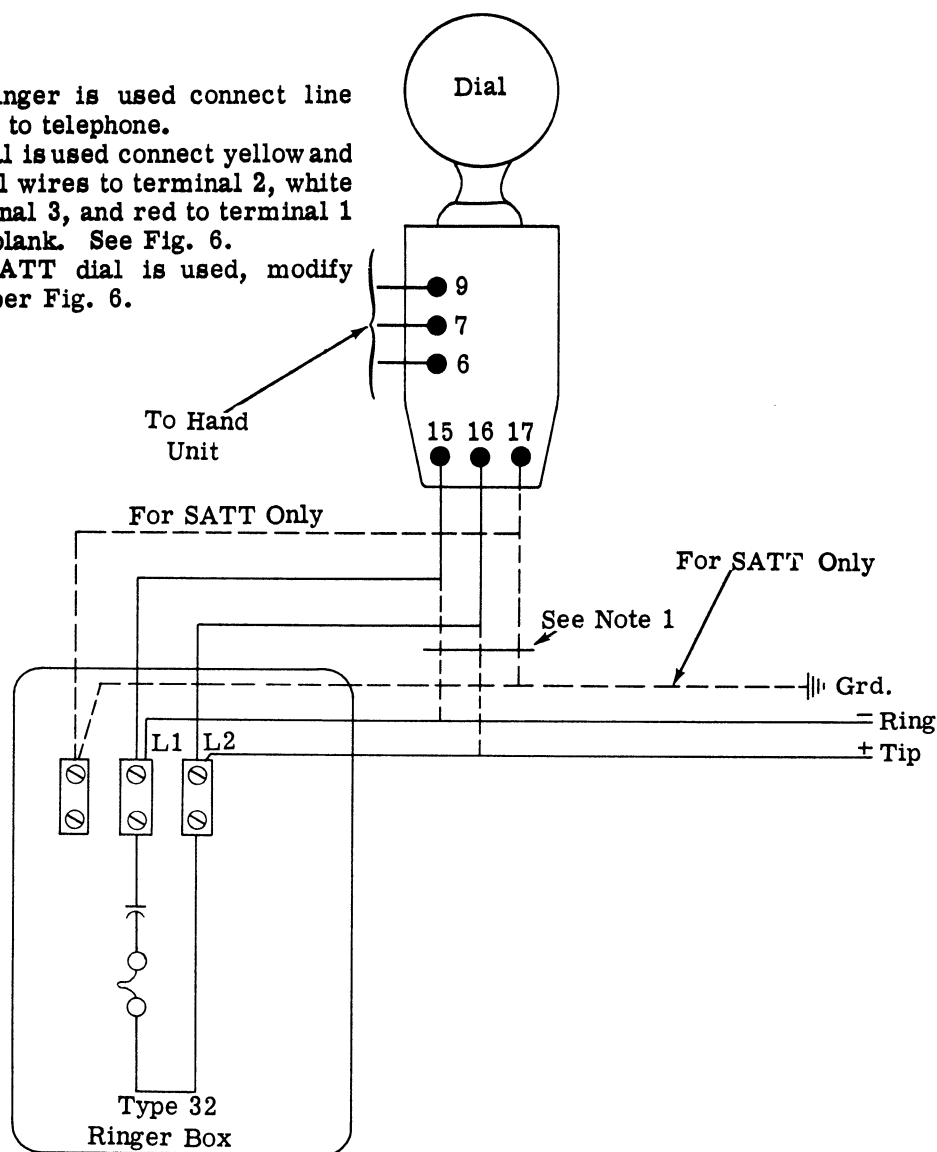 Dial
inger is used connect line
to telephone.
l is used connect yellow and
l wires to terminal 2, white
nal 3, and red to terminal 1
blank. See Fig. 6.
ATT dial is used, modify
per Fig. 6.
9
7
6
To Hand
Unit
15 16 17
For SATT Only
For SATT Only
See Note 1
Grd.
− Ring
+ Tip
L1 L2
Type 32
Ringer Box